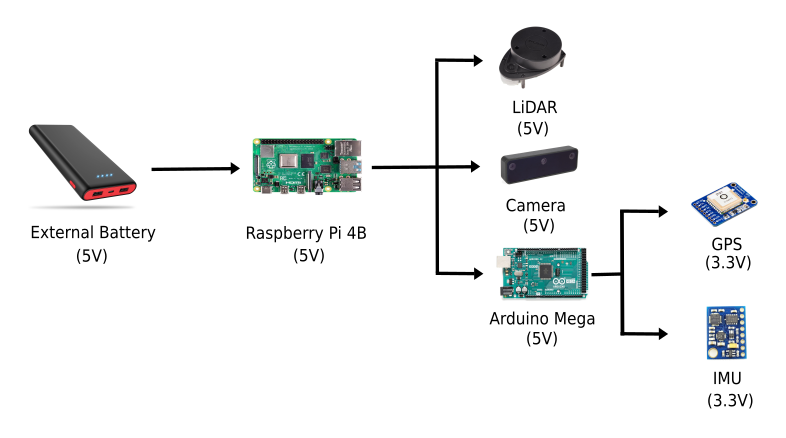 External Battery
(5V)
Raspberry Pi 4B
(5V)
LiDAR
(5V)
Camera
(5V)
Arduino Mega
(5V)
GPS
(3.3V)
IMU
(3.3V)